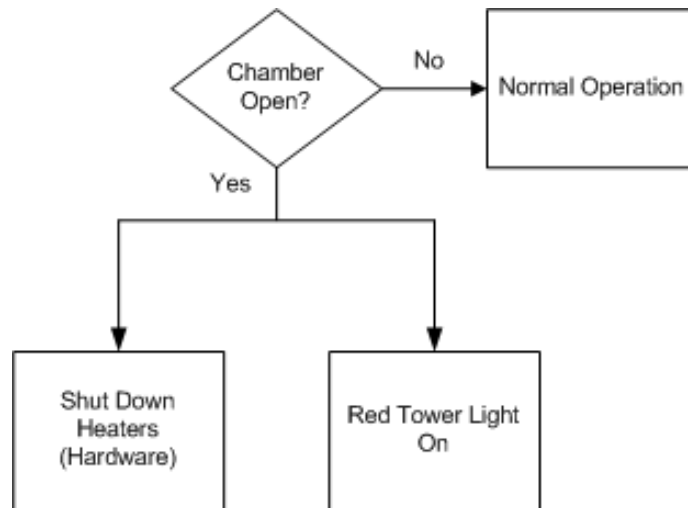 Chamber
Open?
No
Normal Operation
Yes
Shut Down
Heaters
(Hardware)
Red Tower Light
On